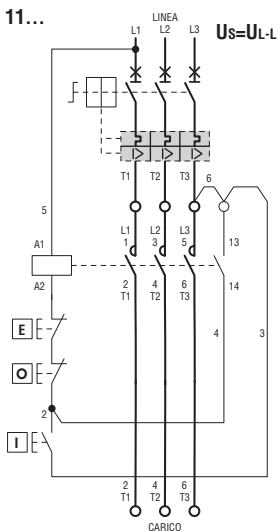 11...
LINEA
L1 L2 L3
US=UL-L
T1 T2 T3
6
5
L1 L2 L3
1 3 5
13
A1
A2
2 4 6
T1 T2 T3
14
E
4
3
O
2
I
2 4 6
T1 T2 T3
CARICO